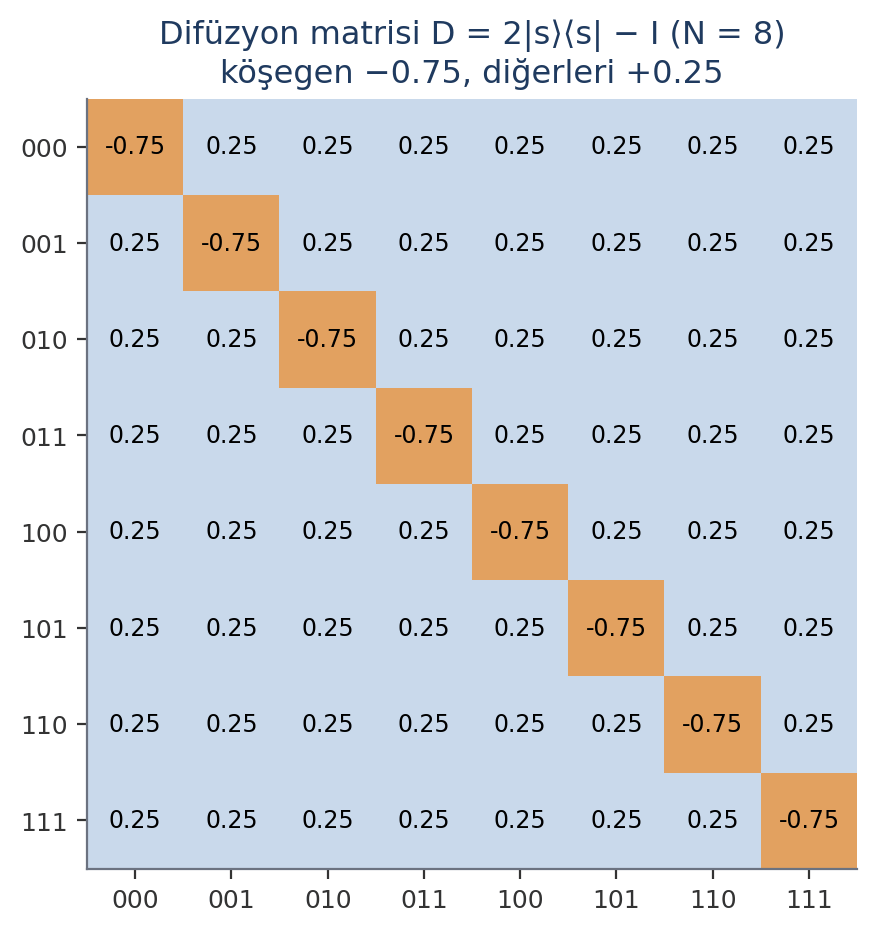 Difüzyon matrisi D = 2|s⟩⟨s| − I (N = 8)
köşegen −0.75, diğerleri +0.25
000 -0.75 0.25 0.25 0.25 0.25 0.25 0.25 0.25
001 0.25 -0.75 0.25 0.25 0.25 0.25 0.25 0.25
010 0.25 0.25 -0.75 0.25 0.25 0.25 0.25 0.25
011 0.25 0.25 0.25 -0.75 0.25 0.25 0.25 0.25
100 0.25 0.25 0.25 0.25 -0.75 0.25 0.25 0.25
101 0.25 0.25 0.25 0.25 0.25 -0.75 0.25 0.25
110 0.25 0.25 0.25 0.25 0.25 0.25 -0.75 0.25
111 0.25 0.25 0.25 0.25 0.25 0.25 0.25 -0.75
000 001 010 011 100 101 110 111